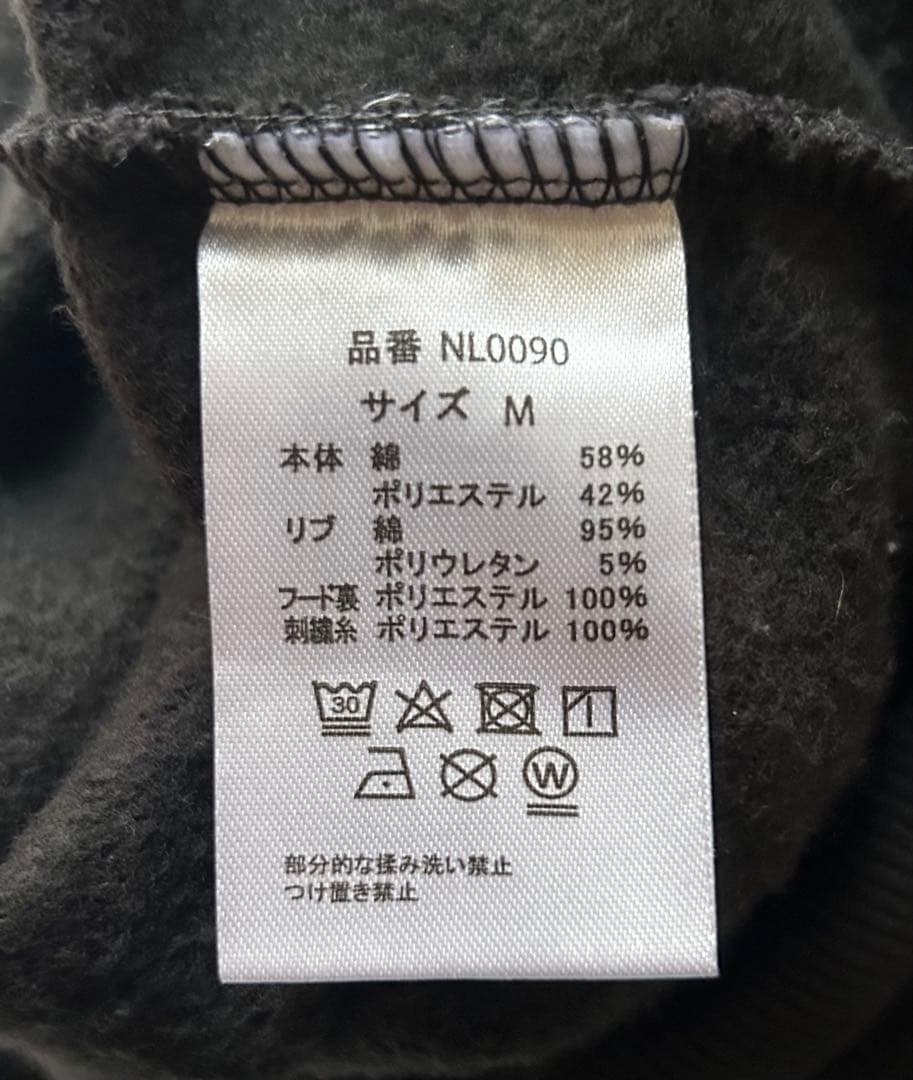 品番 NL0090
サイズ M
本体 綿 58%
ポリエステル 42%
リブ 綿 95%
ポリウレタン 5%
フード裏 ポリエステル 100%
刺繍糸 ポリエステル 100%
30
W
部分的な揉み洗い禁止
つけ置き禁止